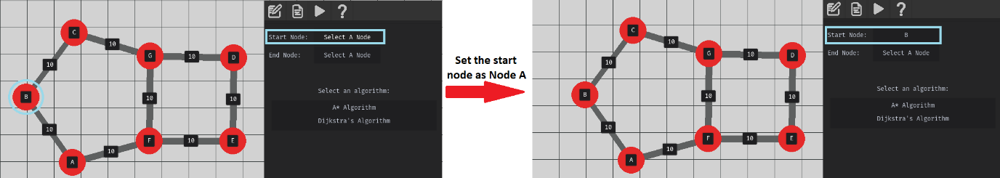 C
10
G
10
D
10
B
10
10
10
F
10
E
10
A
?
Start Node: Select A Node
End Node: Select A Node
Select an algorithm:
A* Algorithm
Dijkstra's Algorithm
Set the start
node as Node A
C
10
G
10
D
10
B
10
10
10
F
10
E
10
A
?
Start Node: B
End Node: Select A Node
Select an algorithm:
A* Algorithm
Dijkstra's Algorithm